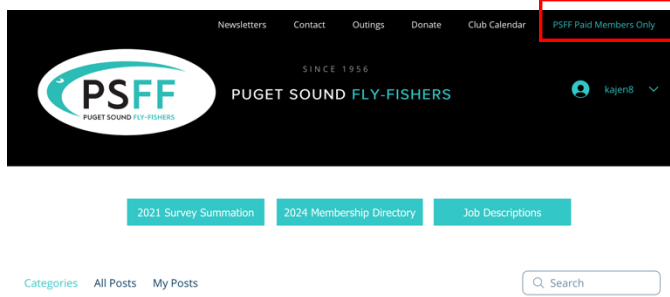 Newsletters Contact Outings Donate Club Calendar PSFF Paid Members Only
SINCE 1956
PUGET SOUND FLY-FISHERS
PSFF
PUGET SOUND FLY-FISHERS
kajen8
2021 Survey Summation 2024 Membership Directory Job Descriptions
Categories All Posts My Posts Search